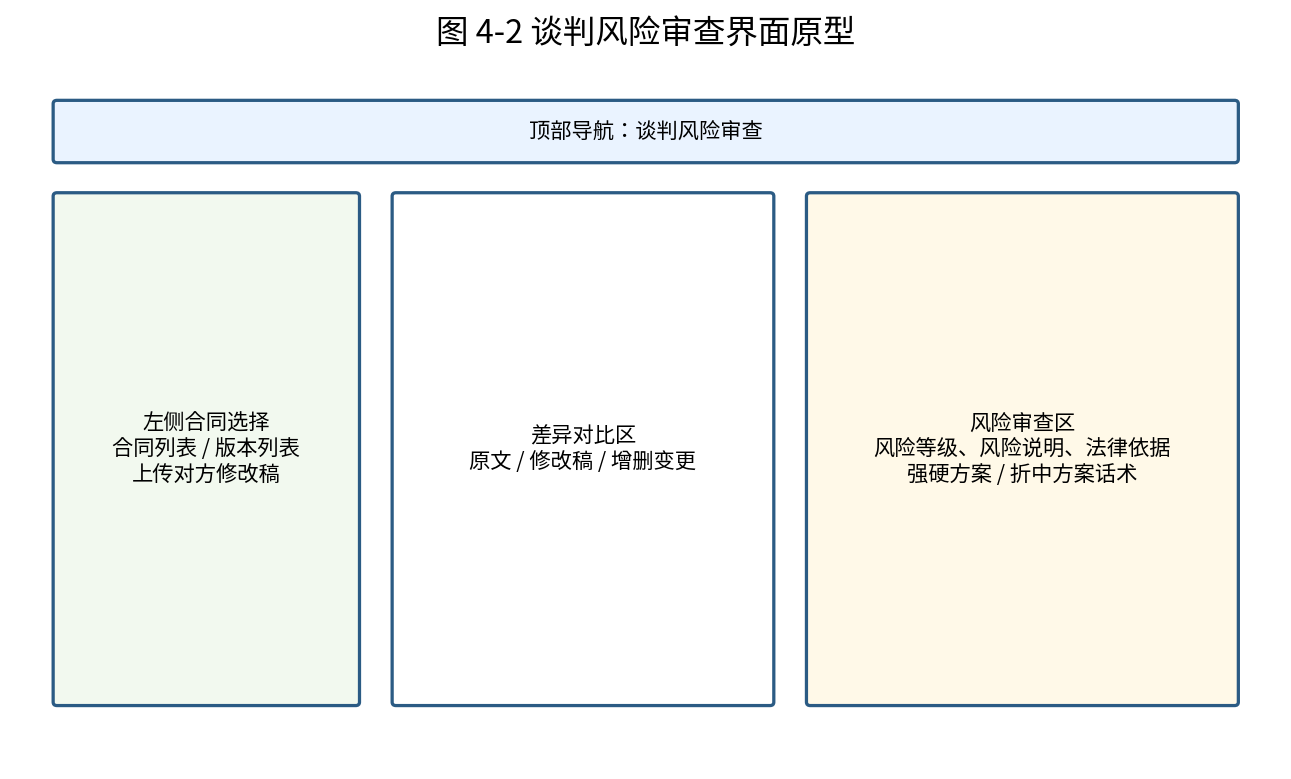 图 4-2 谈判风险审查界面原型
顶部导航：谈判风险审查
左侧合同选择
合同列表 / 版本列表
上传对方修改稿
差异对比区
原文 / 修改稿 / 增删变更
风险审查区
风险等级、风险说明、法律依据
强硬方案 / 折中方案话术